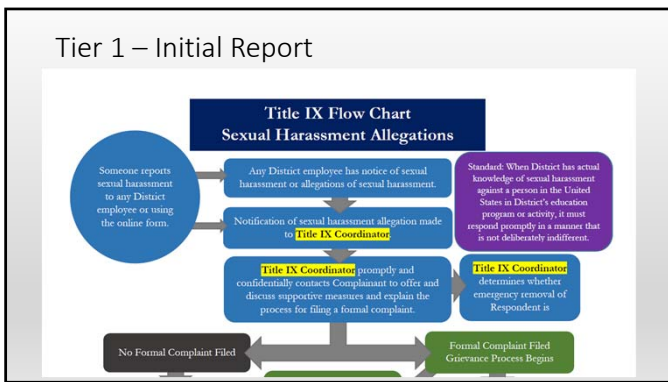 Tier 1 – Initial Report
Title IX Flow Chart
Sexual Harassment Allegations
Someone reports
sexual harassment
to any District
employee or using
the online form.
Any District employee has notice of sexual
harassment or allegations of sexual harassment.
Standard: When District has actual
knowledge of sexual harassment
against a person in the United
States in District's education
program or activity, it must
respond promptly in a manner that
is not deliberately indifferent.
Notification of sexual harassment allegation made
to Title IX Coordinator
Title IX Coordinator promptly and
confidentially contacts Complainant to offer and
discuss supportive measures and explain the
process for filing a formal complaint.
Title IX Coordinator
determines whether
emergency removal of
Respondent is
No Formal Complaint Filed
Formal Complaint Filed
Grievance Process Begins